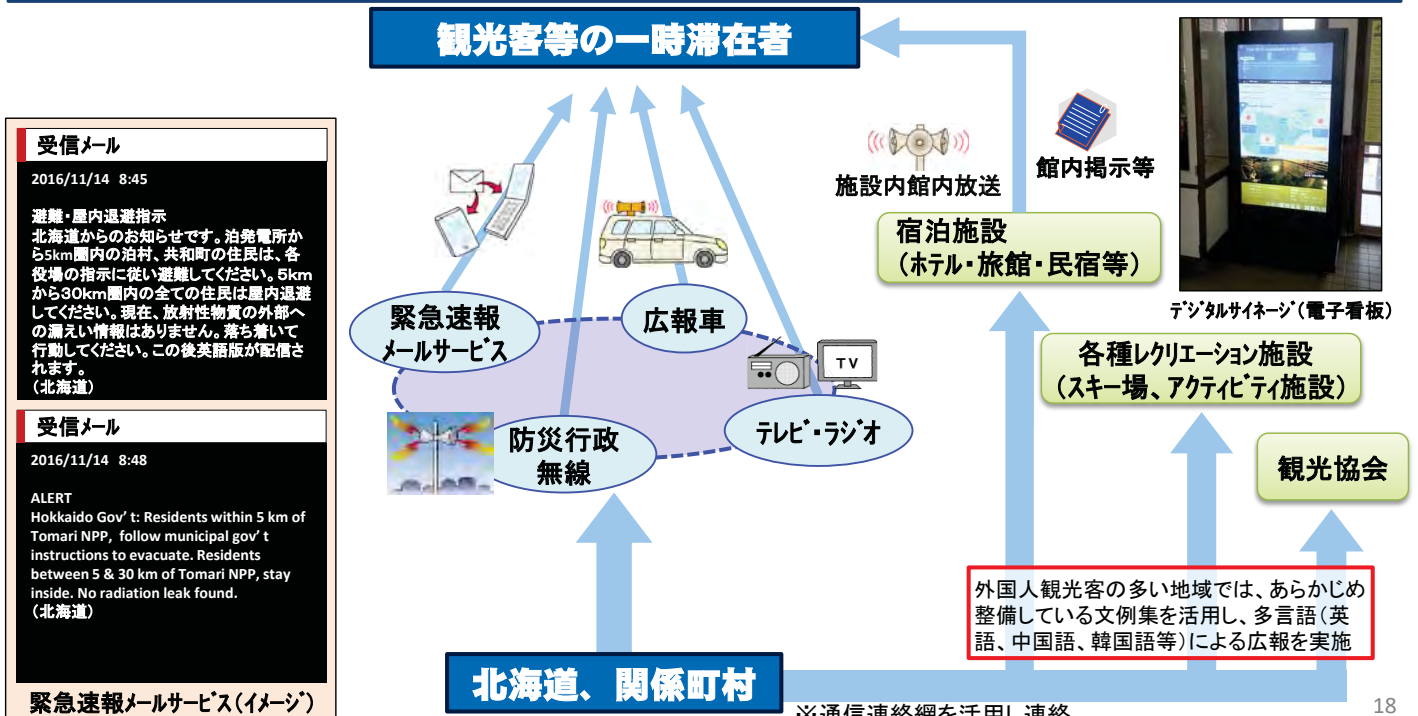 観光客等の一時滞在者
受信メール
2016/11/14 8:45
避難・屋内退避指示
北海道からのお知らせです。泊発電所か
ら5km圏内の泊村、共和町の住民は、各
役場の指示に従い避難してください。5km
から30km圏内の全ての住民は屋内退避
してください。現在、放射性物質の外部へ
の漏えい情報はありません。落ち着いて
行動してください。この後英語版が配信さ
れます。
(北海道)
受信メール
2016/11/14 8:48
ALERT
Hokkaido Gov' t: Residents within 5 km of
Tomari NPP, follow municipal gov' t
instructions to evacuate. Residents
between 5 & 30 km of Tomari NPP, stay
inside. No radiation leak found.
(北海道)
緊急速報メールサービス(イメージ)
緊急速報
メールサービス
広報車
防災行政
無線
TV
テレビ・ラジオ
施設内館内放送
館内掲示等
宿泊施設
(ホテル・旅館・民宿等)
デジタルサイネージ(電子看板)
各種レクリエーション施設
(スキー場、アクティビティ施設)
観光協会
外国人観光客の多い地域では、あらかじめ
整備している文例集を活用し、多言語(英
語、中国語、韓国語等)による広報を実施
北海道、関係町村
※通信連絡網を活用し連絡
18